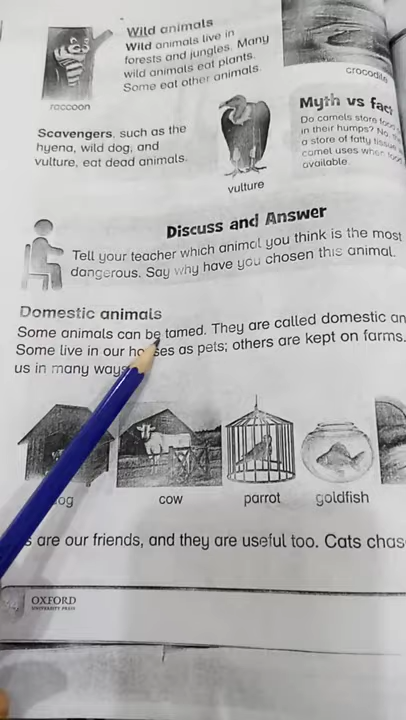 Wild animals
Wild animals live in
forests and jungles. Many
wild animals eat plants.
Some eat other animals.
raccoon
crocodile
Scavengers, such as the
hyena, wild dog, and
vulture, eat dead animals.
vulture
Myth vs fac
Do camels store food
in their humps? No,
a store of fatty tissue
camel uses when
available.
Discuss and Answer
Tell your teacher which animal you think is the most
dangerous. Say why have you chosen this animal.
Domestic animals
Some animals can be tamed. They are called domestic an
Some live in our houses as pets; others are kept on farms.
us in many ways
og
cow
parrot
goldfish
s are our friends, and they are useful too. Cats chas
OXFORD
UNIVERSITY PRESS